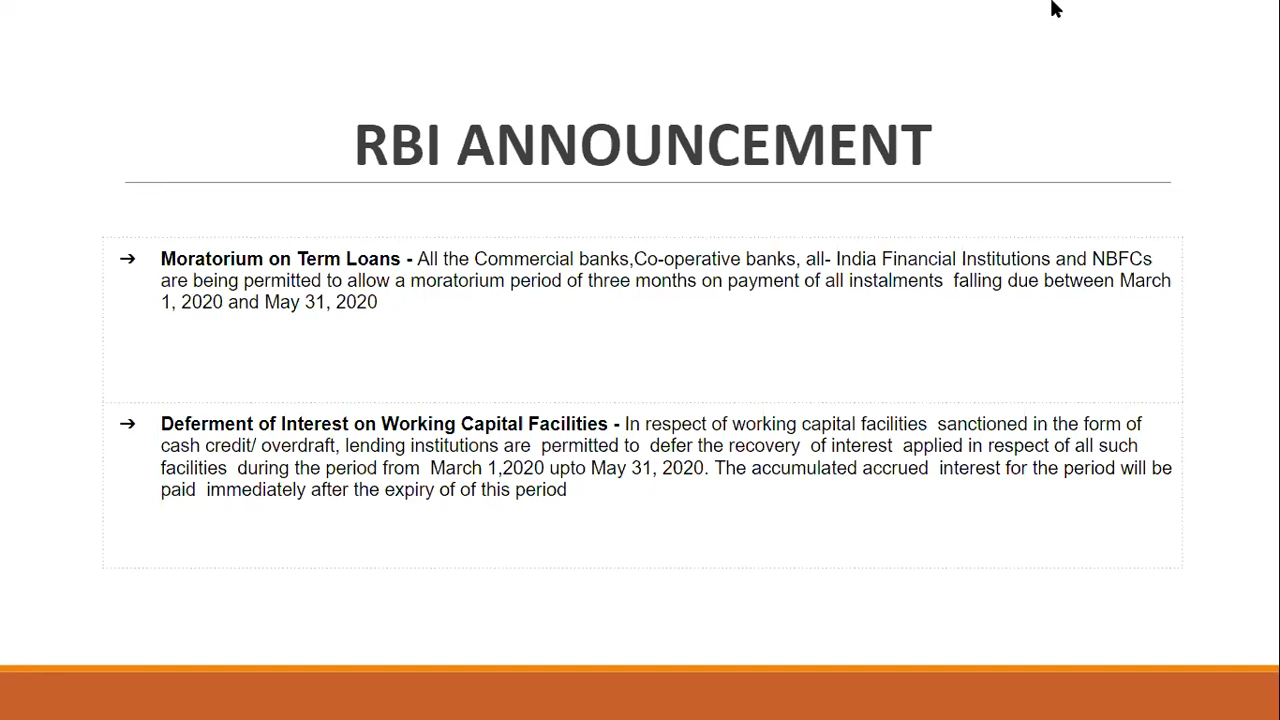 RBI ANNOUNCEMENT
➔ Moratorium on Term Loans - All the Commercial banks,Co-operative banks, all- India Financial Institutions and NBFCs
are being permitted to allow a moratorium period of three months on payment of all instalments  falling due between March
1, 2020 and May 31, 2020
➔ Deferment of Interest on Working Capital Facilities - In respect of working capital facilities  sanctioned in the form of
cash credit/ overdraft, lending institutions are  permitted to  defer the recovery  of interest  applied in respect of all such
facilities  during the period from  March 1,2020 upto May 31, 2020. The accumulated accrued  interest for the period will be
paid  immediately after the expiry of of this period